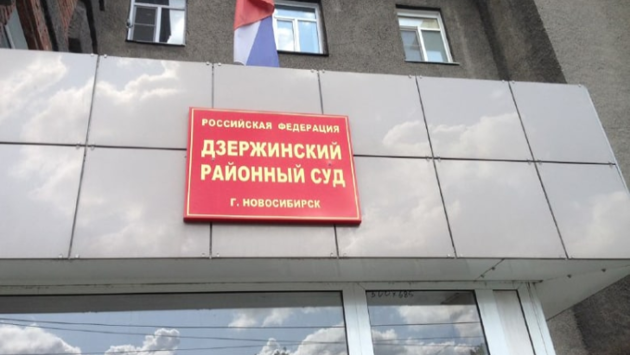 РОССИЙСКАЯ ФЕДЕРАЦИЯ
ДЗЕРЖИНСКИЙ
РАЙОННЫЙ СУД
Г. НОВОСИБИРСК